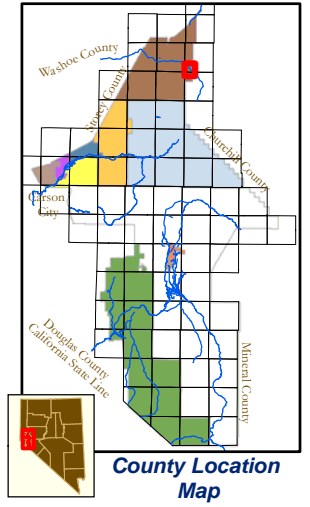 Washoe County
Storey County
Churchill County
Carson
City
Douglas County
California State Line
Mineral County
County Location
Map